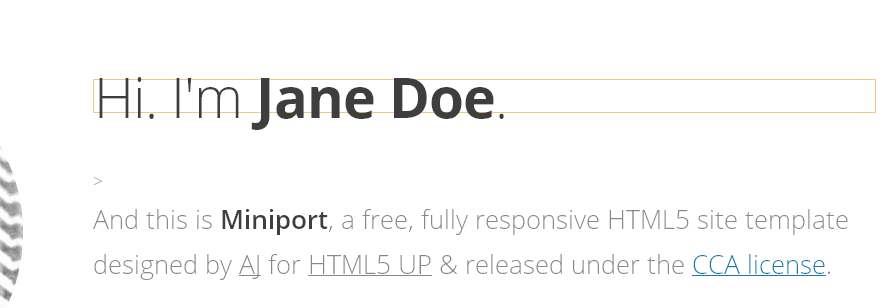 Hi. I'm Jane Doe.
>
And this is Miniport, a free, fully responsive HTML5 site template
designed by AJ for HTML5 UP & released under the CCA license.